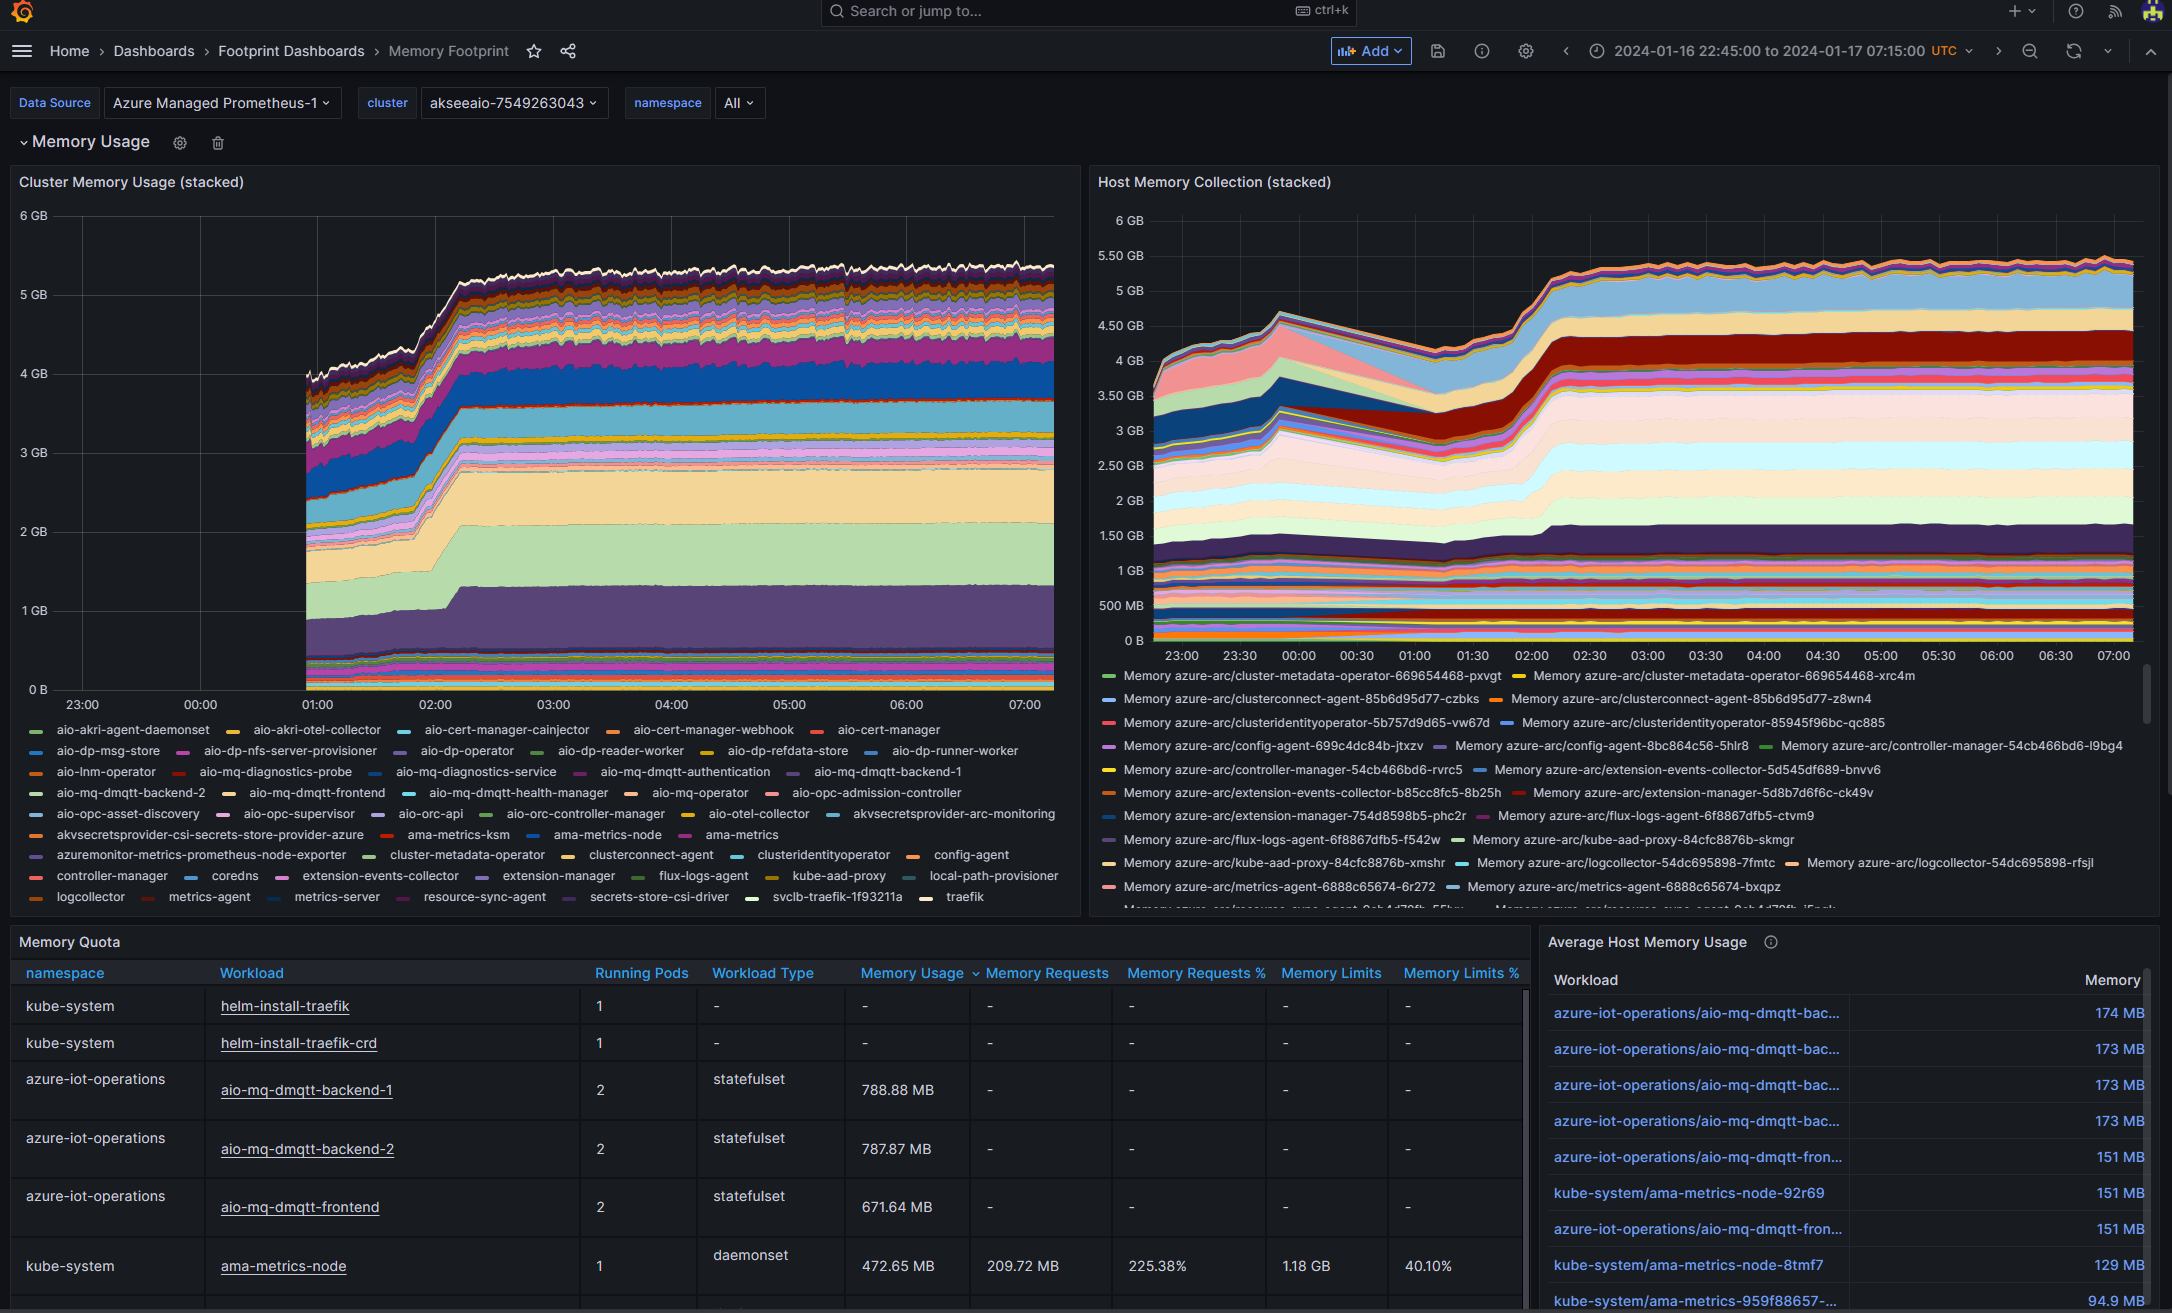 Search or jump to... ctrl+k
Home › Dashboards › Footprint Dashboards › Memory Footprint
Add
2024-01-16 22:45:00 to 2024-01-17 07:15:00 UTC
Data Source Azure Managed Prometheus-1 cluster akseeaio-7549263043 namespace All
Memory Usage
Cluster Memory Usage (stacked)
6 GB
5 GB
4 GB
3 GB
2 GB
1 GB
0 B
23:00 00:00 01:00 02:00 03:00 04:00 05:00 06:00 07:00
aio-akri-agent-daemonset aio-akri-otel-collector aio-cert-manager-cainjector aio-cert-manager-webhook aio-cert-manager
aio-dp-msg-store aio-dp-nfs-server-provisioner aio-dp-operator aio-dp-reader-worker aio-dp-refdata-store aio-dp-runner-worker
aio-lnm-operator aio-mq-diagnostics-probe aio-mq-diagnostics-service aio-mq-dmqtt-authentication aio-mq-dmqtt-backend-1
aio-mq-dmqtt-backend-2 aio-mq-dmqtt-frontend aio-mq-dmqtt-health-manager aio-mq-operator aio-opc-admission-controller
aio-opc-asset-discovery aio-opc-supervisor aio-orc-api aio-orc-controller-manager aio-otel-collector akvsecretsprovider-arc-monitoring
akvsecretsprovider-csi-secrets-store-provider-azure ama-metrics-ksm ama-metrics-node ama-metrics
azuremonitor-metrics-prometheus-node-exporter cluster-metadata-operator clusterconnect-agent clusteridentityoperator config-agent
controller-manager coredns extension-events-collector extension-manager flux-logs-agent kube-aad-proxy local-path-provisioner
logcollector metrics-agent metrics-server resource-sync-agent secrets-store-csi-driver svclb-traefik-1f93211a traefik
Host Memory Collection (stacked)
6 GB
5.50 GB
5 GB
4.50 GB
4 GB
3.50 GB
3 GB
2.50 GB
2 GB
1.50 GB
1 GB
500 MB
0 B
23:00 23:30 00:00 00:30 01:00 01:30 02:00 02:30 03:00 03:30 04:00 04:30 05:00 05:30 06:00 06:30 07:00
Memory azure-arc/cluster-metadata-operator-669654468-pxvgt Memory azure-arc/cluster-metadata-operator-669654468-xrc4m
Memory azure-arc/clusterconnect-agent-85b6d95d77-czbks Memory azure-arc/clusterconnect-agent-85b6d95d77-z8wn4
Memory azure-arc/clusteridentityoperator-5b757d9d65-vw67d Memory azure-arc/clusteridentityoperator-85945f96bc-qc885
Memory azure-arc/config-agent-699c4dc84b-jtxzv Memory azure-arc/config-agent-8bc864c56-5hlr8 Memory azure-arc/controller-manager-54cb466bd6-l9bg4
Memory azure-arc/controller-manager-54cb466bd6-rvrc5 Memory azure-arc/extension-events-collector-5d545df689-bnvv6
Memory azure-arc/extension-events-collector-b85cc8fc5-8b25h Memory azure-arc/extension-manager-5d8b7d6f6c-ck49v
Memory azure-arc/extension-manager-754d8598b5-phc2r Memory azure-arc/flux-logs-agent-6f8867dfb5-ctvm9
Memory azure-arc/flux-logs-agent-6f8867dfb5-f542w Memory azure-arc/kube-aad-proxy-84cfc8876b-skmgr
Memory azure-arc/kube-aad-proxy-84cfc8876b-xmshr Memory azure-arc/logcollector-54dc695898-7fmtc Memory azure-arc/logcollector-54dc695898-rfsjl
Memory azure-arc/metrics-agent-6888c65674-6r272 Memory azure-arc/metrics-agent-6888c65674-bxqpz
Memory Quota
namespace Workload Running Pods Workload Type Memory Usage Memory Requests Memory Requests % Memory Limits Memory Limits %
kube-system helm-install-traefik 1 - - - - - -
kube-system helm-install-traefik-crd 1 - - - - - -
azure-iot-operations aio-mq-dmqtt-backend-1 2 statefulset 788.88 MB - - - -
azure-iot-operations aio-mq-dmqtt-backend-2 2 statefulset 787.87 MB - - - -
azure-iot-operations aio-mq-dmqtt-frontend 2 statefulset 671.64 MB - - - -
kube-system ama-metrics-node 1 daemonset 472.65 MB 209.72 MB 225.38% 1.18 GB 40.10%
Average Host Memory Usage
Workload Memory
azure-iot-operations/aio-mq-dmqtt-bac... 174 MB
azure-iot-operations/aio-mq-dmqtt-bac... 173 MB
azure-iot-operations/aio-mq-dmqtt-bac... 173 MB
azure-iot-operations/aio-mq-dmqtt-bac... 173 MB
azure-iot-operations/aio-mq-dmqtt-fron... 151 MB
kube-system/ama-metrics-node-92r69 151 MB
azure-iot-operations/aio-mq-dmqtt-fron... 151 MB
kube-system/ama-metrics-node-8tmf7 129 MB
kube-system/ama-metrics-959f88657-... 94.9 MB